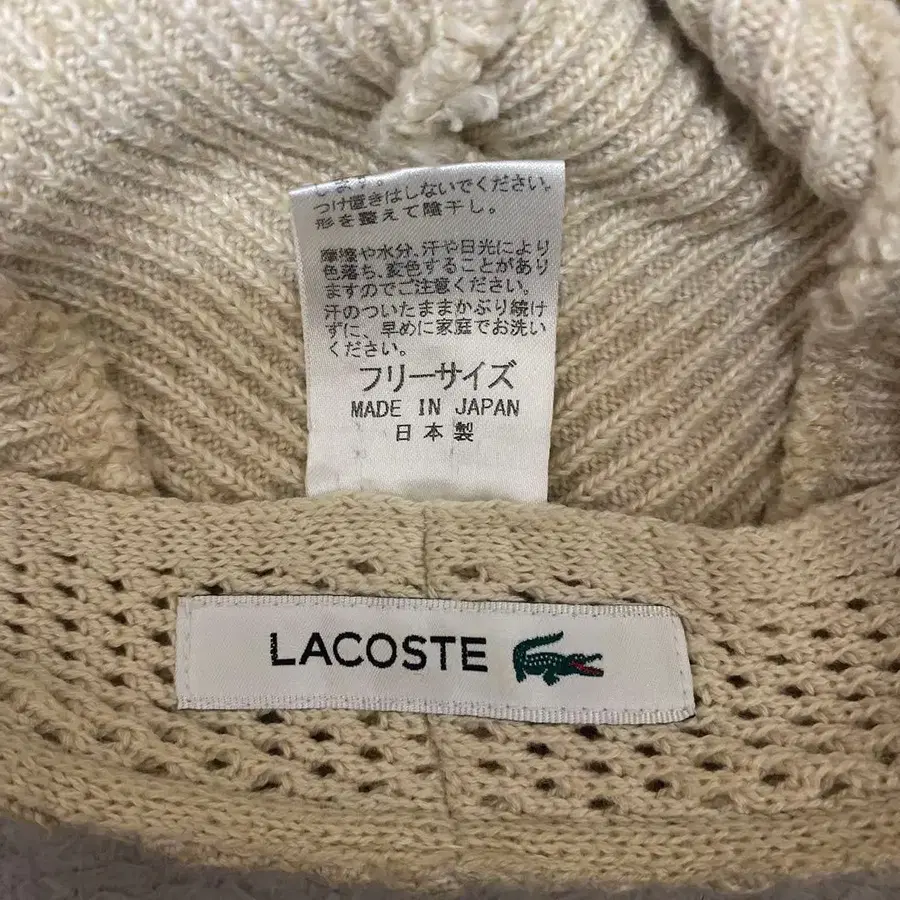 します。
つけ置きはしないでください。
形を整えて陰干し。
摩擦や水分、汗や日光により
色落ち、変色することがあり
ますのでご注意ください。
汗のついたままかぶり続け
ずに、早めに家庭でお洗い
ください。
フリーサイズ
MADE IN JAPAN
日本製
LACOSTE